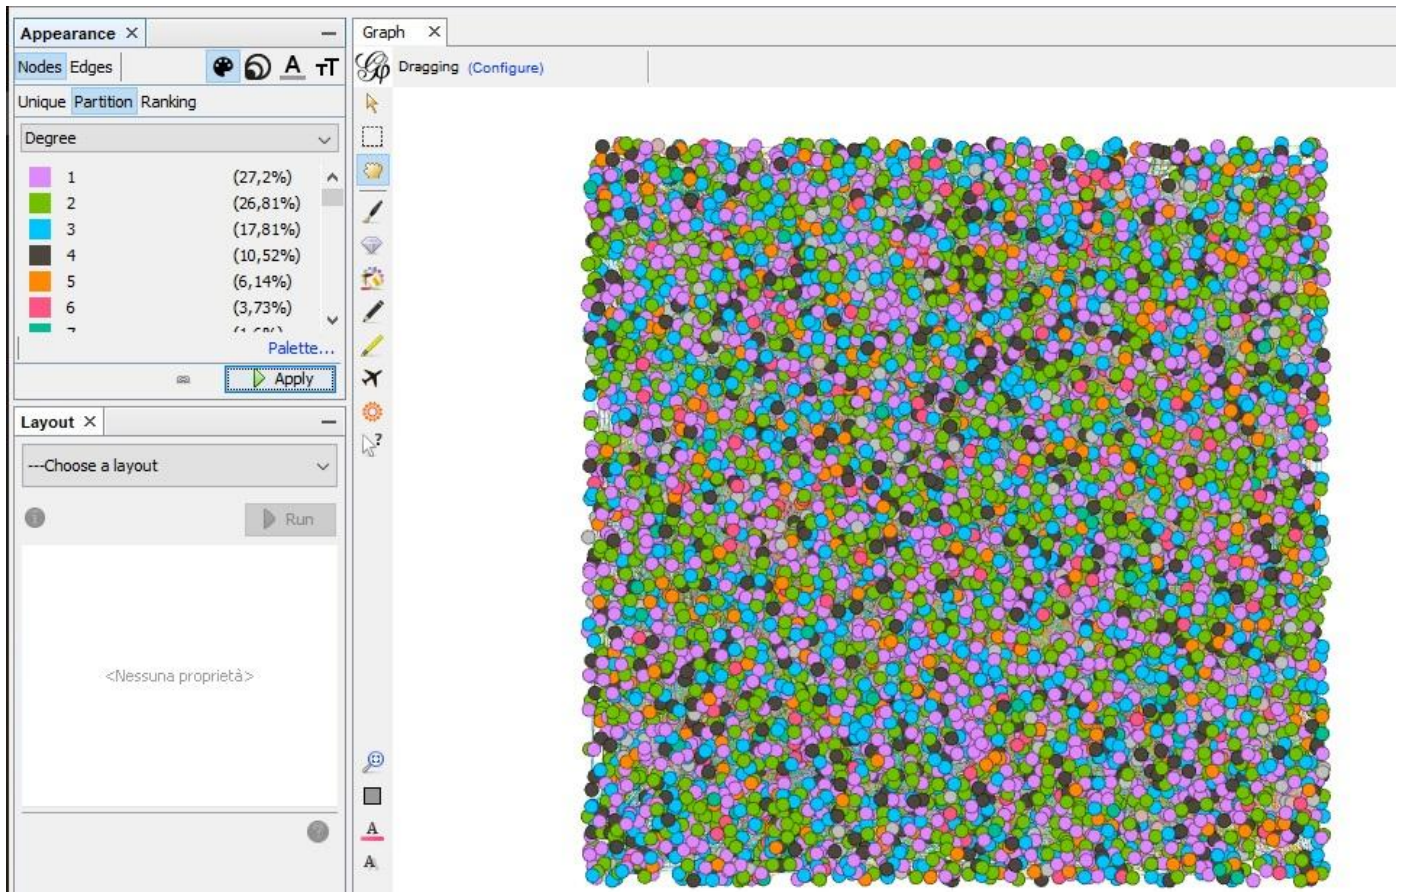 Appearance
Nodes Edges
A
TT
Unique Partition Ranking
Degree
1 (27,2%)
2 (26,81%)
3 (17,81%)
4 (10,52%)
5 (6,14%)
6 (3,73%)
Palette...
Apply
Layout
---Choose a layout
Run
<Nessuna proprietà>
Graph
Dragging (Configure)
?
A
A